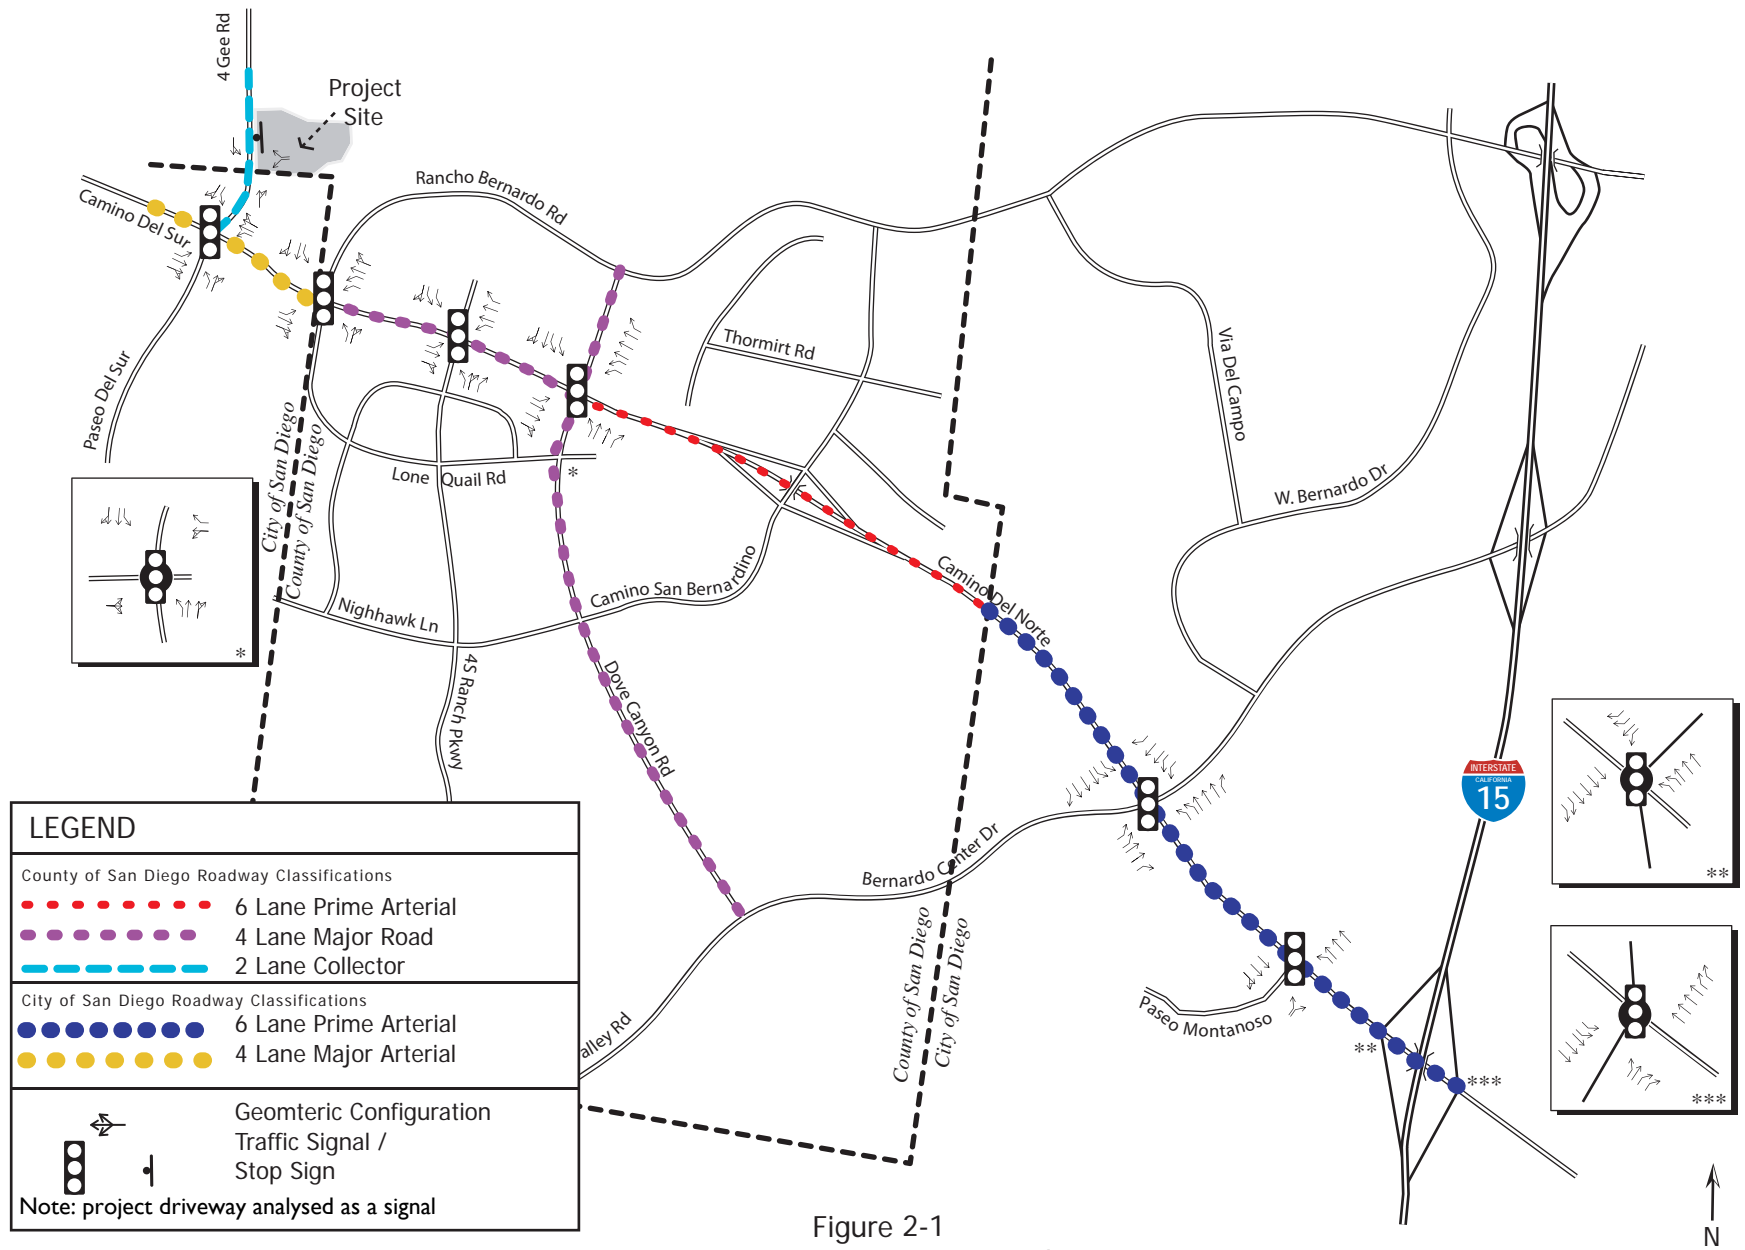 4 Gee Rd
Project
Site
Camino Del Sur
Rancho Bernardo Rd
Paseo Del Sur
City of San Diego
County of San Diego
Thormirt Rd
Via Del Campo
Lone Quail Rd
*
W. Bernardo Dr
*
Nighhawk Ln
Camino San Bernardino
Camino Del Norte
4S Ranch Pkwy
Dove Canyon Rd
INTERSTATE
CALIFORNIA
15
**
Bernardo Center Dr
County of San Diego
City of San Diego
Paseo Montanoso
**
***
***
alley Rd
LEGEND
County of San Diego Roadway Classifications
6 Lane Prime Arterial
4 Lane Major Road
2 Lane Collector
City of San Diego Roadway Classifications
6 Lane Prime Arterial
4 Lane Major Arterial
Geomteric Configuration
Traffic Signal /
Stop Sign
Note: project driveway analysed as a signal
Figure 2-1
N